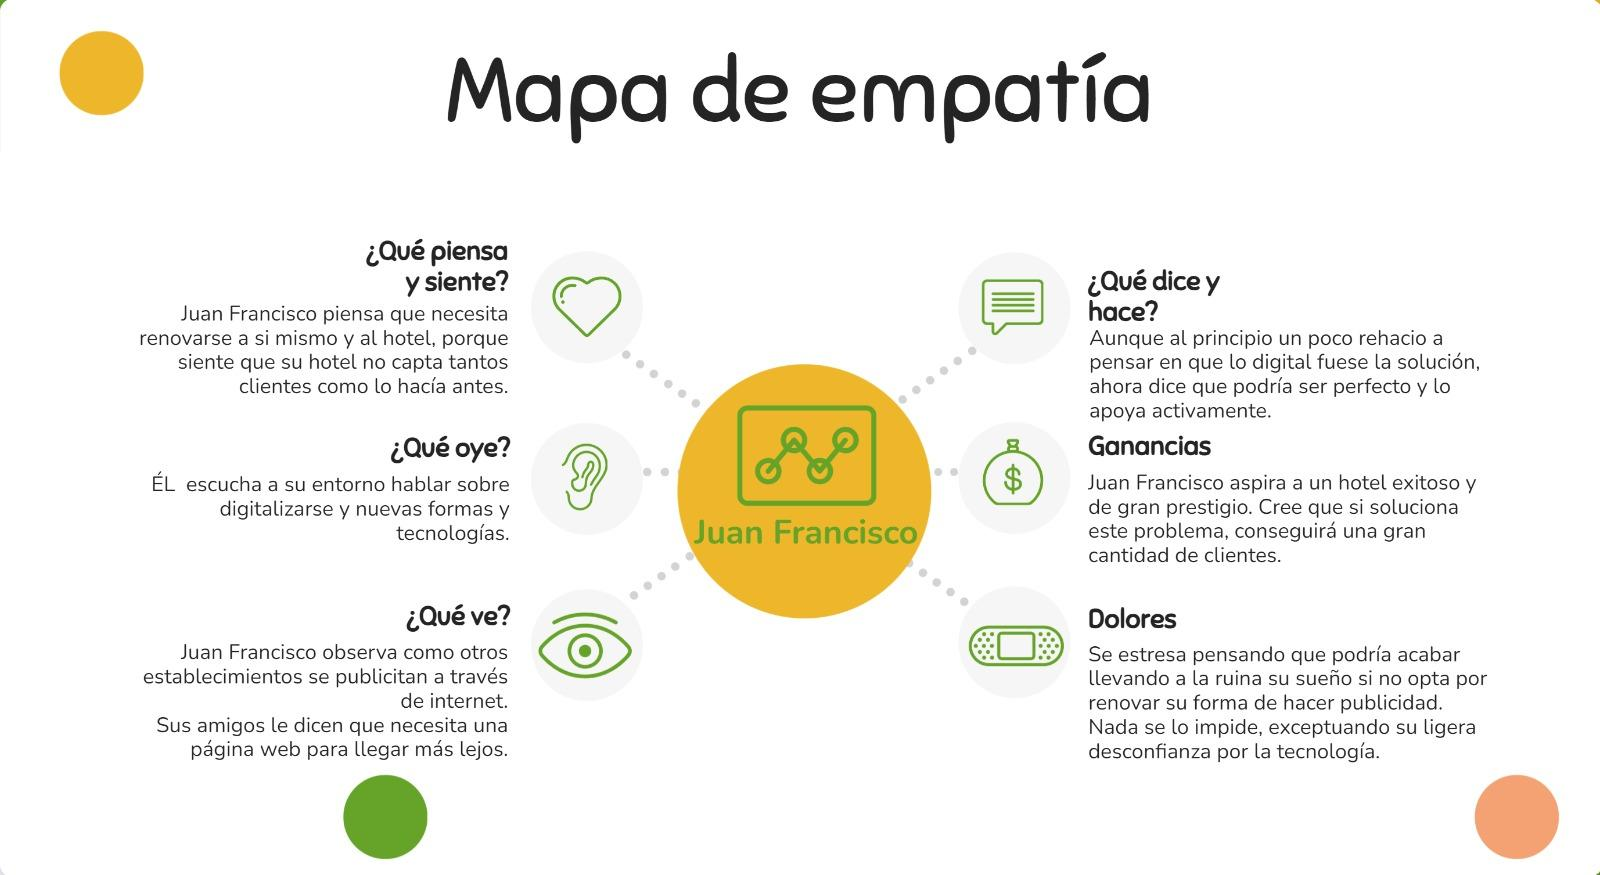 Mapa de empatía
¿Qué piensa
y siente?
Juan Francisco piensa que necesita
renovarse a si mismo y al hotel, porque
siente que su hotel no capta tantos
clientes como lo hacía antes.
¿Qué oye?
ÉL  escucha a su entorno hablar sobre
digitalizarse y nuevas formas y
tecnologías.
¿Qué ve?
Juan Francisco observa como otros
establecimientos se publicitan a través
de internet.
Sus amigos le dicen que necesita una
página web para llegar más lejos.
Juan Francisco
¿Qué dice y
hace?
Aunque al principio un poco rehacio a
pensar en que lo digital fuese la solución,
ahora dice que podría ser perfecto y lo
apoya activamente.
Ganancias
$
Juan Francisco aspira a un hotel exitoso y
de gran prestigio. Cree que si soluciona
este problema, conseguirá una gran
cantidad de clientes.
Dolores
Se estresa pensando que podría acabar
llevando a la ruina su sueño si no opta por
renovar su forma de hacer publicidad.
Nada se lo impide, exceptuando su ligera
desconfianza por la tecnología.